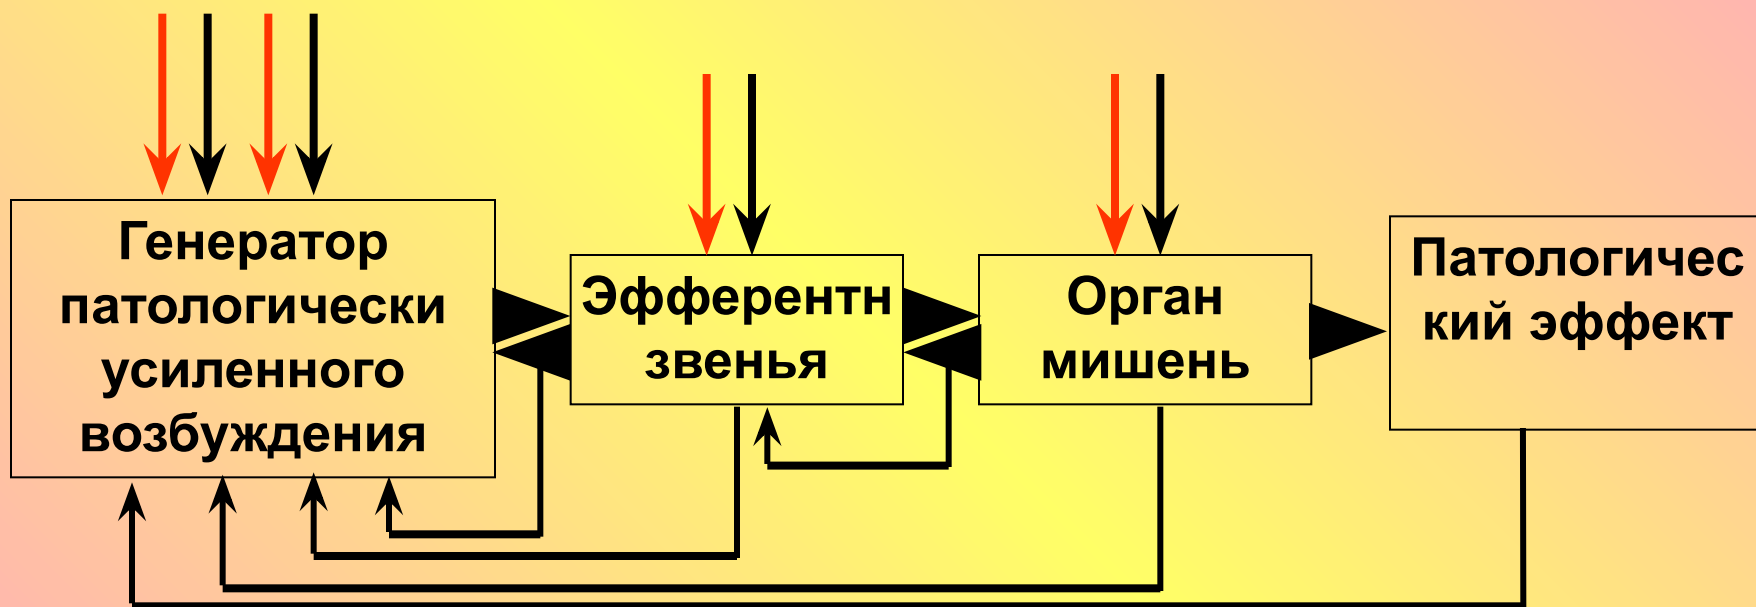 Генератор
патологически
усиленного
возбуждения
Эфферентн
звенья
Орган
мишень
Патологичес
кий эффект